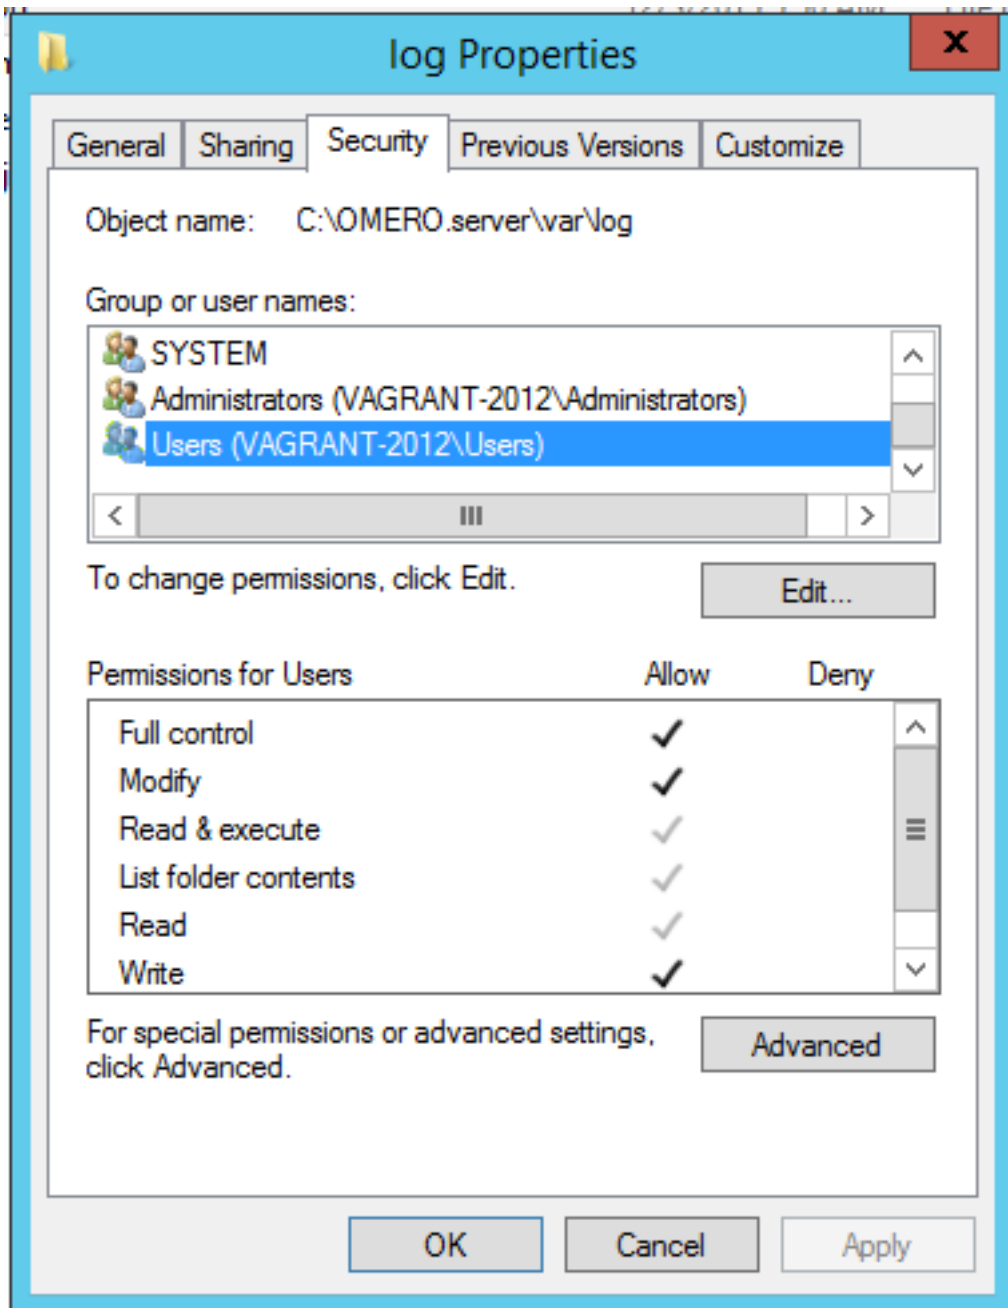 log Properties
x
General Sharing Security Previous Versions Customize
Object name: C:\OMERO.server\var\log
Group or user names:
SYSTEM
Administrators (VAGRANT-2012\Administrators)
Users (VAGRANT-2012\Users)
To change permissions, click Edit. Edit...
Permissions for Users Allow Deny
Full control
Modify
Read & execute
List folder contents
Read
Write
For special permissions or advanced settings, click Advanced. Advanced
OK Cancel Apply